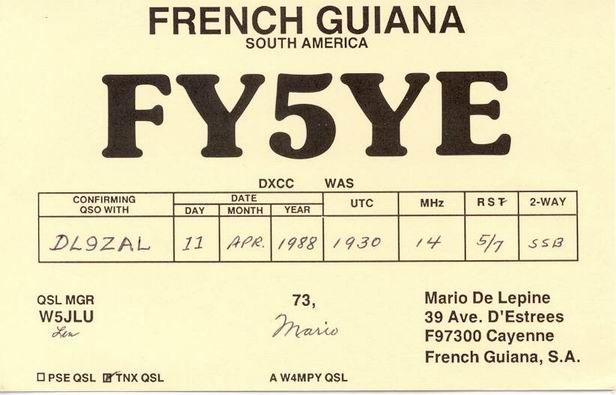 FRENCH GUIANA
SOUTH AMERICA
FY5YE
DXCC WAS
CONFIRMING QSO WITH DATE UTC MHz RST 2-WAY
DAY MONTH YEAR
DL9ZAL 11 APR. 1988 1930 14 5/7 SSB
QSL MGR
W5JLU
Len
73,
Mario
Mario De Lepine
39 Ave. D'Estrees
F97300 Cayenne
French Guiana, S.A.
PSE QSL TNX QSL
A W4MPY QSL